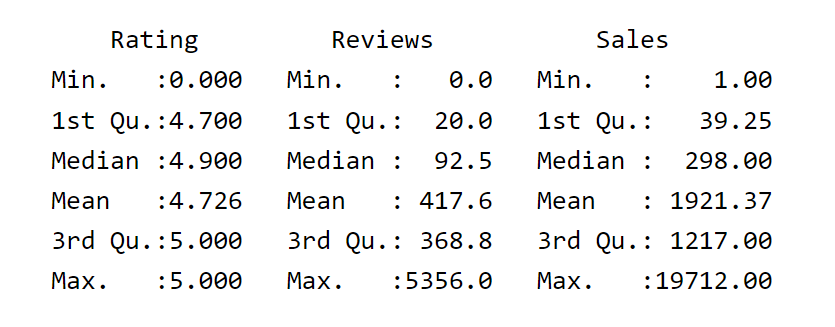 Rating         Reviews           Sales
Min.   :0.000   Min.   :   0.0   Min.   :    1.00
1st Qu.:4.700   1st Qu.:  20.0   1st Qu.:   39.25
Median :4.900   Median :  92.5   Median :  298.00
Mean   :4.726   Mean   : 417.6   Mean   : 1921.37
3rd Qu.:5.000   3rd Qu.: 368.8   3rd Qu.: 1217.00
Max.   :5.000   Max.   :5356.0   Max.   :19712.00